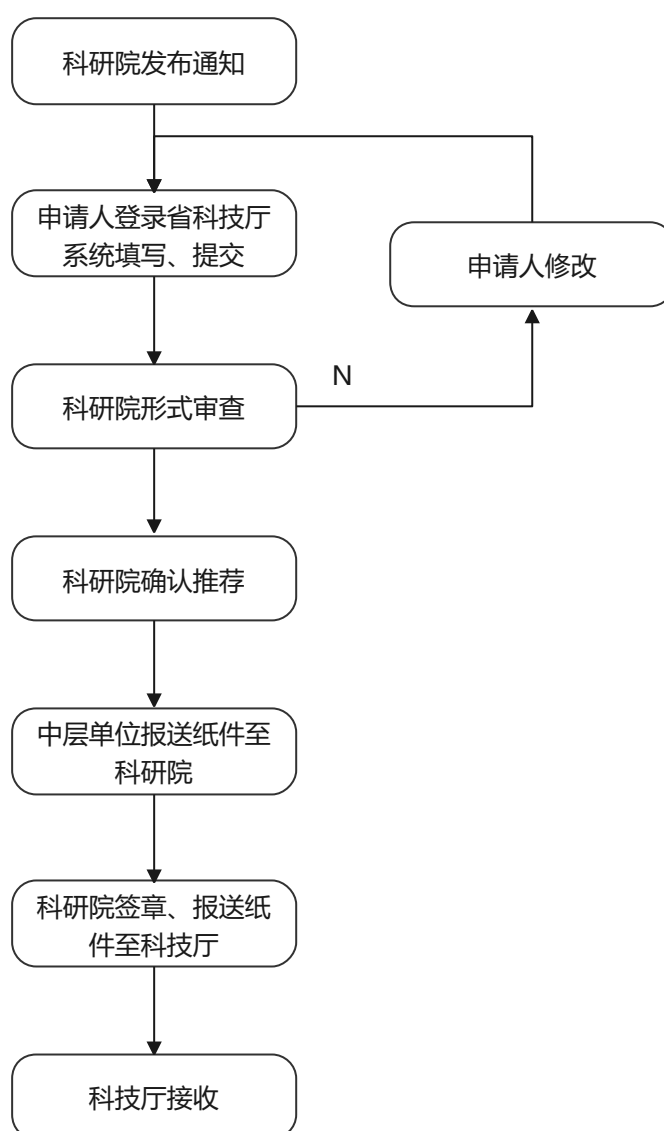 科研院发布通知
申请人登录省科技厅
系统填写、提交
申请人修改
N
科研院形式审查
科研院确认推荐
中层单位报送纸件至
科研院
科研院签章、报送纸
件至科技厅
科技厅接收